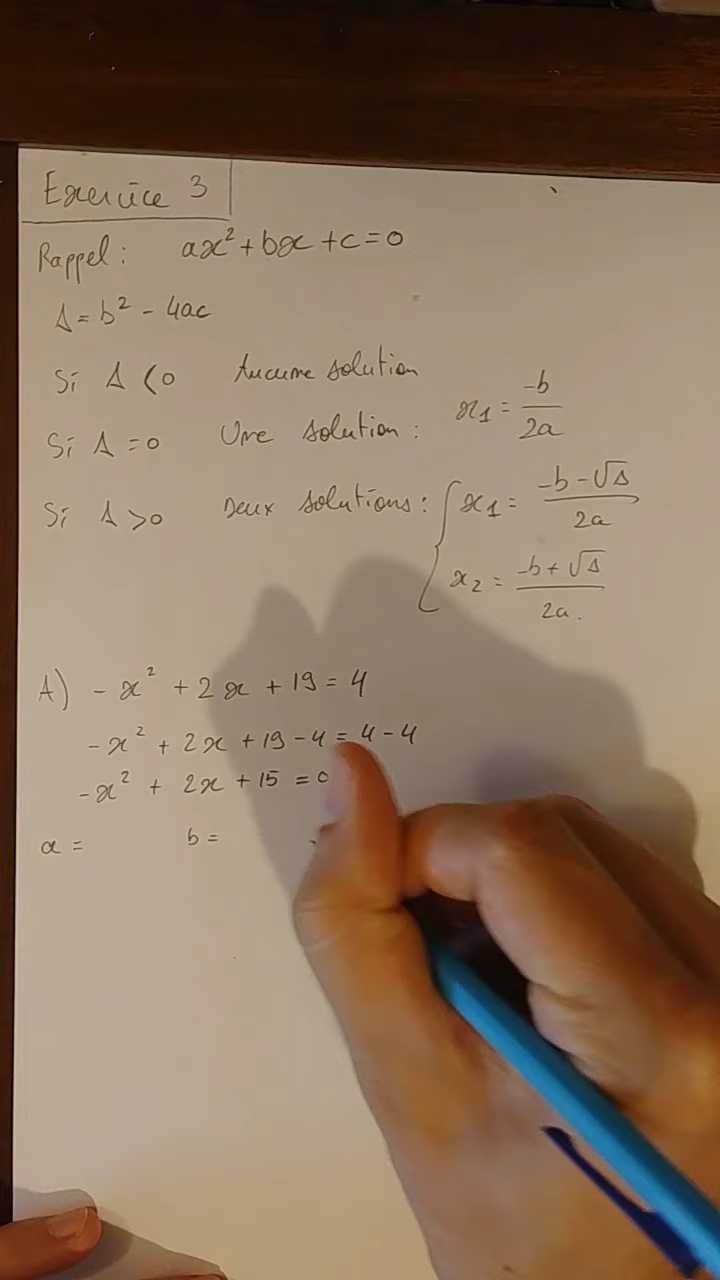 Exercice 3
Rappel : ax² + bx + c = 0
Δ = b² - 4ac
Si Δ < 0 Aucune solution
Si Δ = 0 Une solution : x₁ = -b / 2a
Si Δ > 0 Deux solutions : { x₁ = (-b - √Δ) / 2a
x₂ = (-b + √Δ) / 2a .
A) - x² + 2x + 19 = 4
- x² + 2x + 19 - 4 = 4 - 4
- x² + 2x + 15 = 0
a = b =